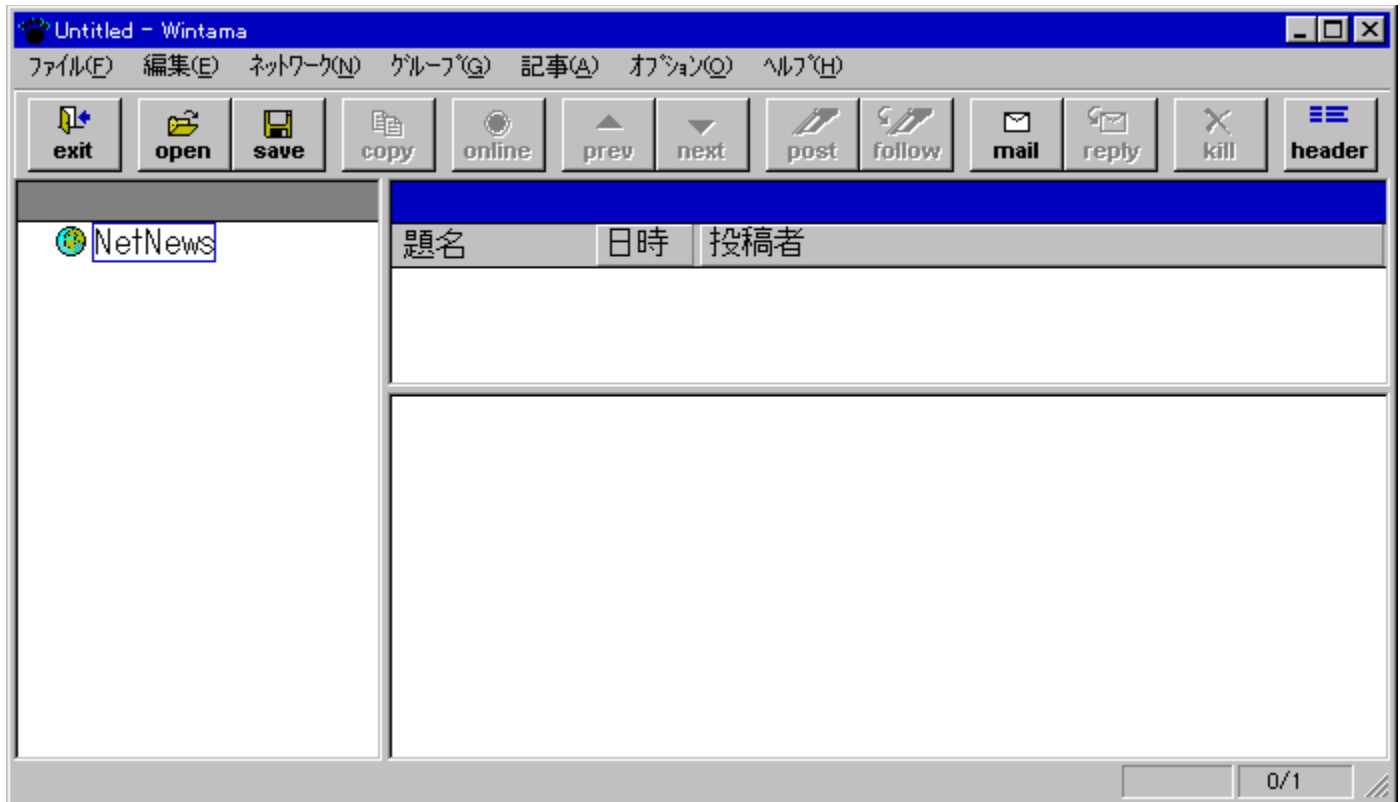 Untitled - Wintama
ﾌｧｲﾙ(F) 編集(E) ﾈｯﾄﾜｰｸ(N) ｸﾞﾙｰﾌﾟ(G) 記事(A) ｵﾌﾟｼｮﾝ(O) ﾍﾙﾌﾟ(H)
exit open save copy online prev next post follow mail reply kill header
NetNews
題名 日時 投稿者
0/1